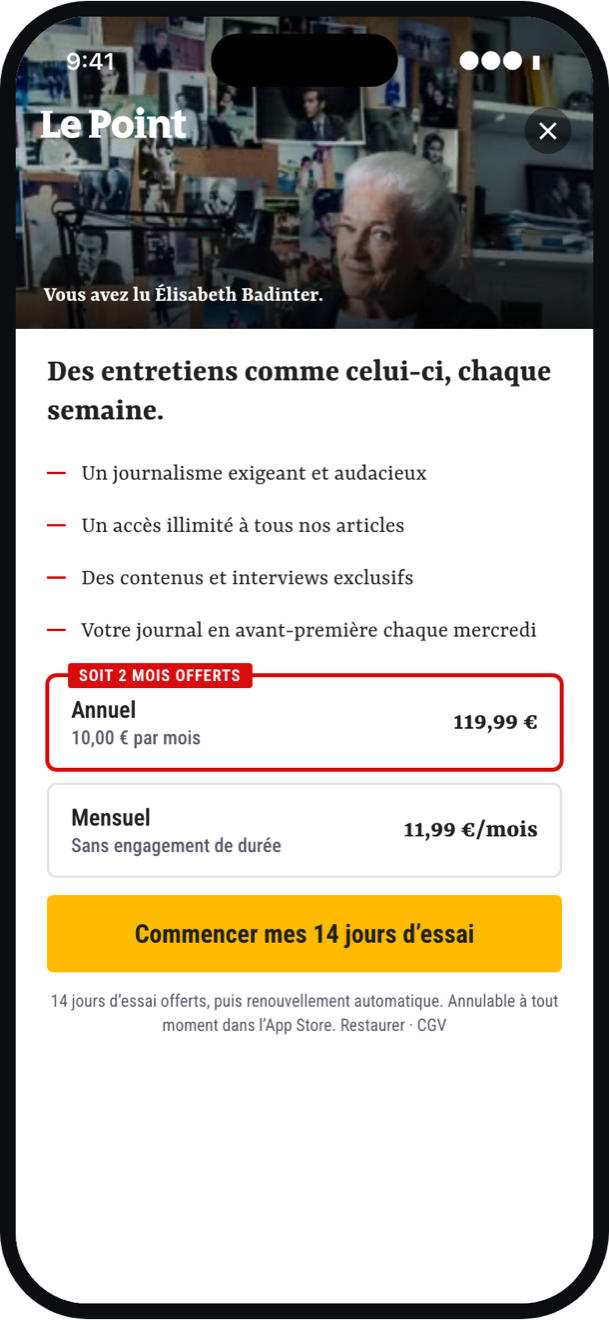 9:41
Le Point
Vous avez lu Élisabeth Badinter.
Des entretiens comme celui-ci, chaque
semaine.
Un journalisme exigeant et audacieux
Un accès illimité à tous nos articles
Des contenus et interviews exclusifs
Votre journal en avant-première chaque mercredi
SOIT 2 MOIS OFFERTS
Annuel
10,00 € par mois
119,99 €
Mensuel
Sans engagement de durée
11,99 €/mois
Commencer mes 14 jours d’essai
14 jours d’essai offerts, puis renouvellement automatique. Annulable à tout
moment dans l’App Store. Restaurer · CGV